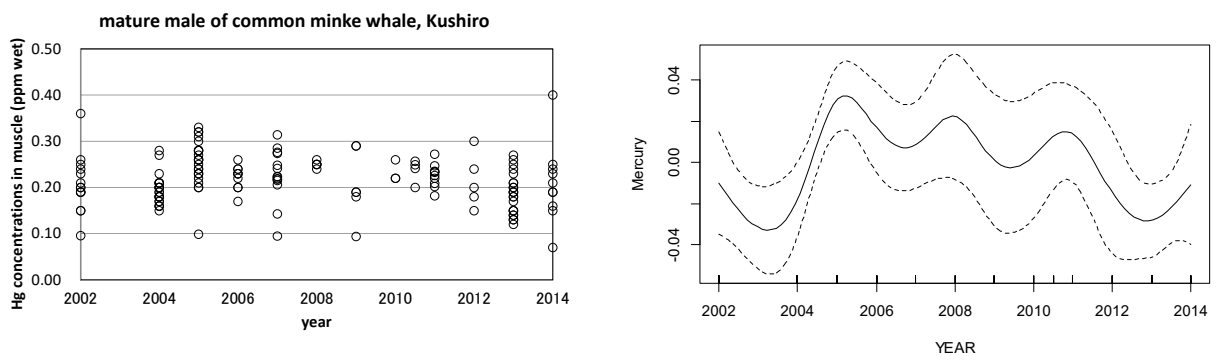 mature male of common minke whale, Kushiro
Hg concentrations in muscle (ppm wet)
0.50
0.40
0.30
0.20
0.10
0.00
2002 2004 2006 2008 2010 2012 2014
year
Mercury
0.04
0.00
-0.04
2002 2004 2006 2008 2010 2012 2014
YEAR